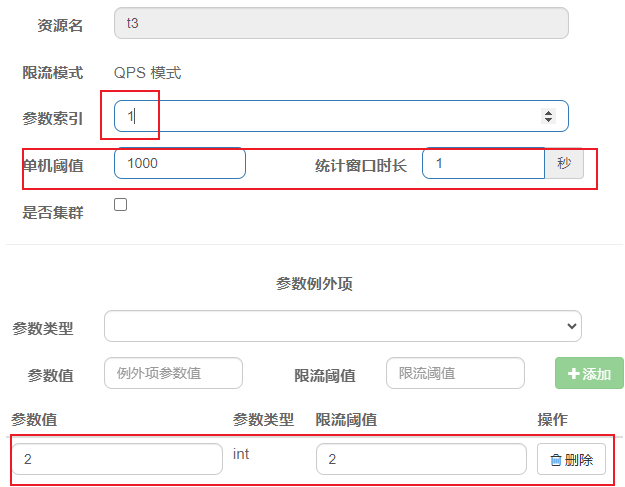 资源名 t3
限流模式 QPS 模式
参数索引 1
单机阈值 1000 统计窗口时长 1 秒
是否集群
参数例外项
参数类型
参数值 例外项参数值 限流阈值 限流阈值 添加
参数值 参数类型 限流阈值 操作
2 int 2 删除